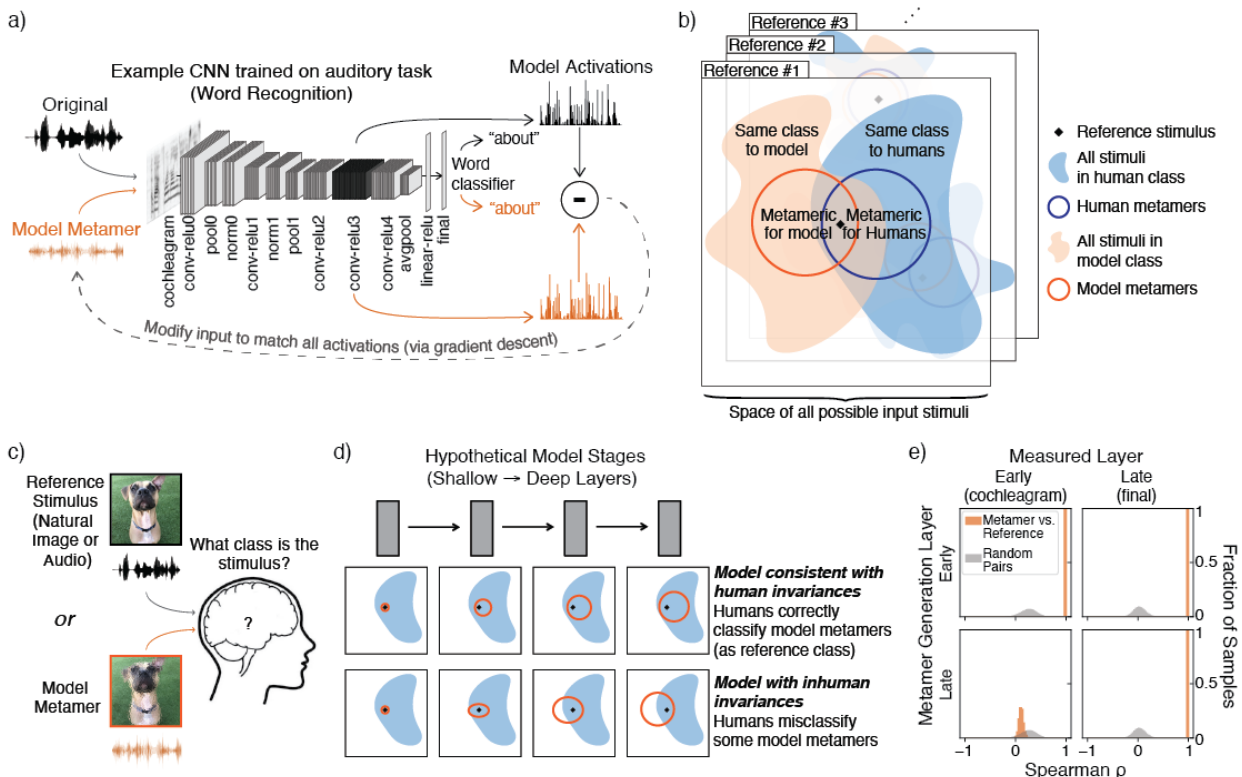 a)
Example CNN trained on auditory task
(Word Recognition)
Model Activations
Original
Model Metamer
"about"
Word
classifier
"about"
-
cochleagram
conv-relu0
pool0
norm0
conv-relu1
norm1
pool1
conv-relu2
conv-relu3
conv-relu4
avgpool
linear-relu
final
Modify input to match all activations (via gradient descent)
b)
Reference #3
Reference #2
Reference #1
Same class
to model
Same class
to humans
Metameric
for model
Metameric
for Humans
Space of all possible input stimuli
Reference stimulus
All stimuli
in human class
Human metamers
All stimuli in
model class
Model metamers
c)
Reference
Stimulus
(Natural
Image or
Audio)
What class is the
stimulus?
?
or
Model
Metamer
d)
Hypothetical Model Stages
(Shallow → Deep Layers)
Model consistent with
human invariances
Humans correctly
classify model metamers
(as reference class)
Model with inhuman
invariances
Humans misclassify
some model metamers
e)
Measured Layer
Early
(cochleagram)
Late
(final)
Metamer vs.
Reference
Random
Pairs
Metamer Generation Layer
Early
Late
1
0.5
0
1
0.5
0
Fraction of Samples
−1 0 1 −1 0 1
Spearman ρ